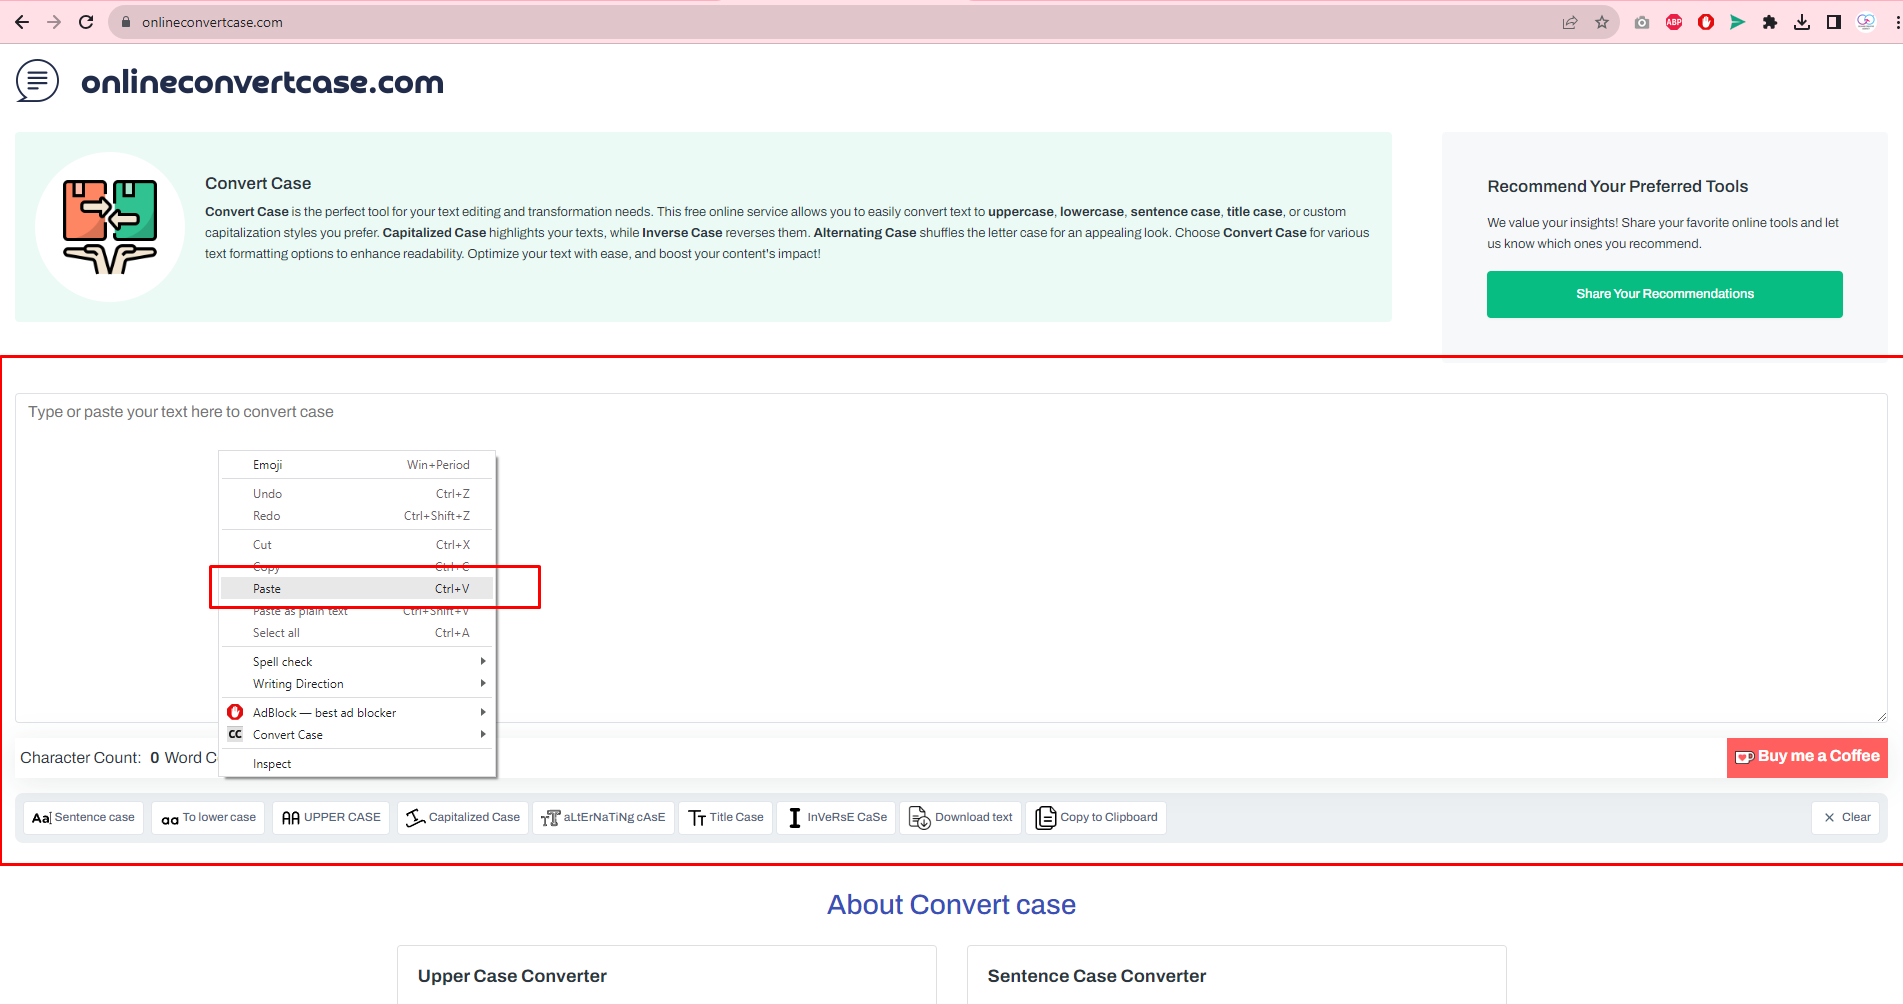 onlineconvertcase.com
ABP
onlineconvertcase.com
Convert Case
Convert Case is the perfect tool for your text editing and transformation needs. This free online service allows you to easily convert text to uppercase, lowercase, sentence case, title case, or custom
capitalization styles you prefer. Capitalized Case highlights your texts, while Inverse Case reverses them. Alternating Case shuffles the letter case for an appealing look. Choose Convert Case for various
text formatting options to enhance readability. Optimize your text with ease, and boost your content's impact!
Recommend Your Preferred Tools
We value your insights! Share your favorite online tools and let
us know which ones you recommend.
Share Your Recommendations
Type or paste your text here to convert case
Emoji Win+Period
Undo Ctrl+Z
Redo Ctrl+Shift+Z
Cut Ctrl+X
Copy Ctrl+C
Paste Ctrl+V
Paste as plain text Ctrl+Shift+V
Select all Ctrl+A
Spell check
Writing Direction
AdBlock — best ad blocker
CC Convert Case
Inspect
Character Count: 0 Word C
Buy me a Coffee
Aa Sentence case aa To lower case AA UPPER CASE Capitalized Case TT aLtErNaTiNg cAsE TT Title Case I InVeRsE CaSe Download text Copy to Clipboard × Clear
About Convert case
Upper Case Converter
Sentence Case Converter